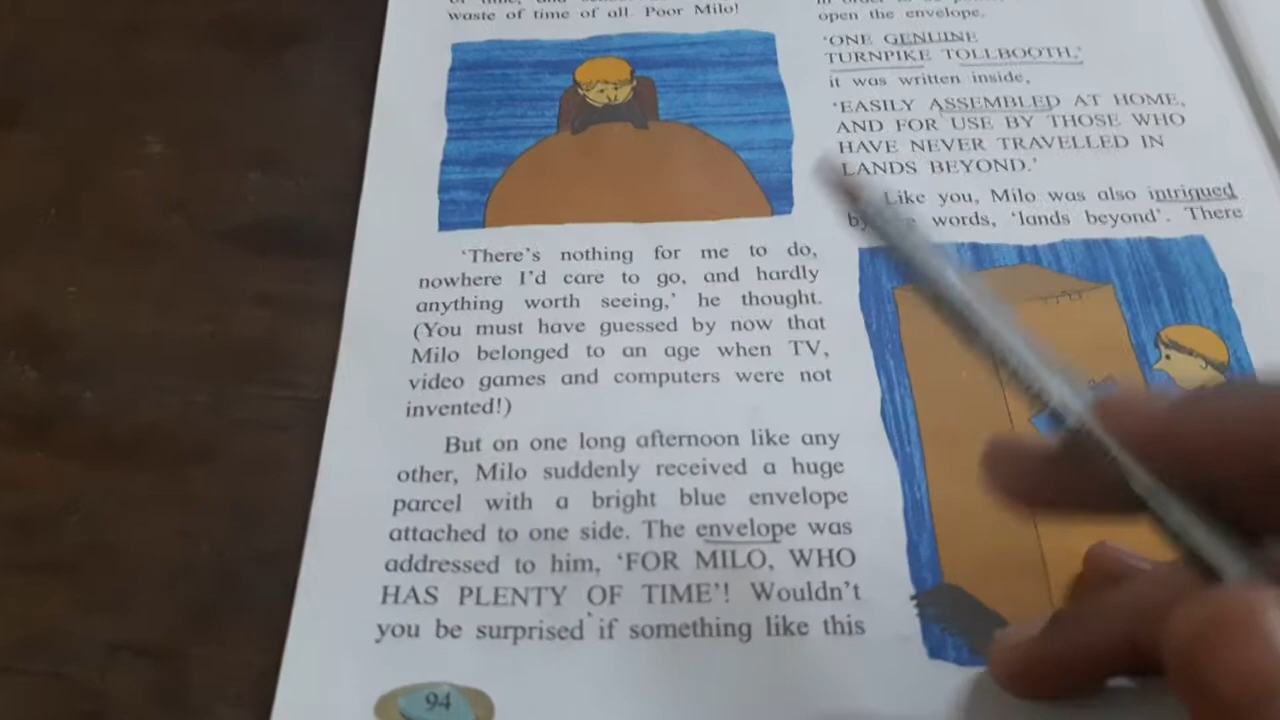 waste of time of all. Poor Milo!
'There's nothing for me to do,
nowhere I'd care to go, and hardly
anything worth seeing,' he thought.
(You must have guessed by now that
Milo belonged to an age when TV,
video games and computers were not
invented!)
But on one long afternoon like any
other, Milo suddenly received a huge
parcel with a bright blue envelope
attached to one side. The envelope was
addressed to him, 'FOR MILO, WHO
HAS PLENTY OF TIME'! Wouldn't
you be surprised if something like this
94
open the envelope.
'ONE GENUINE
TURNPIKE TOLLBOOTH,'
it was written inside,
'EASILY ASSEMBLED AT HOME,
AND FOR USE BY THOSE WHO
HAVE NEVER TRAVELLED IN
LANDS BEYOND.'
Like you, Milo was also intrigued
by words, 'lands beyond'. There